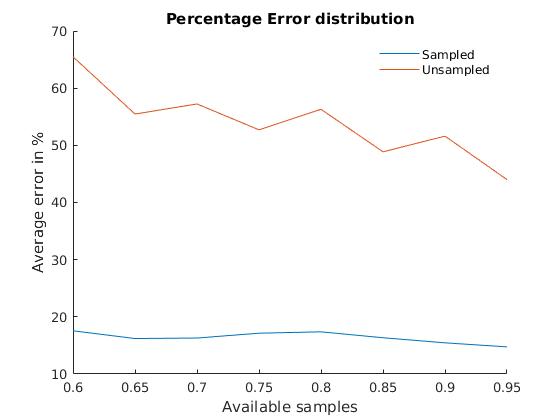 Percentage Error distribution
70
60
50
40
30
20
10
Average error in %
Sampled
Unsampled
0.6 0.65 0.7 0.75 0.8 0.85 0.9 0.95
Available samples